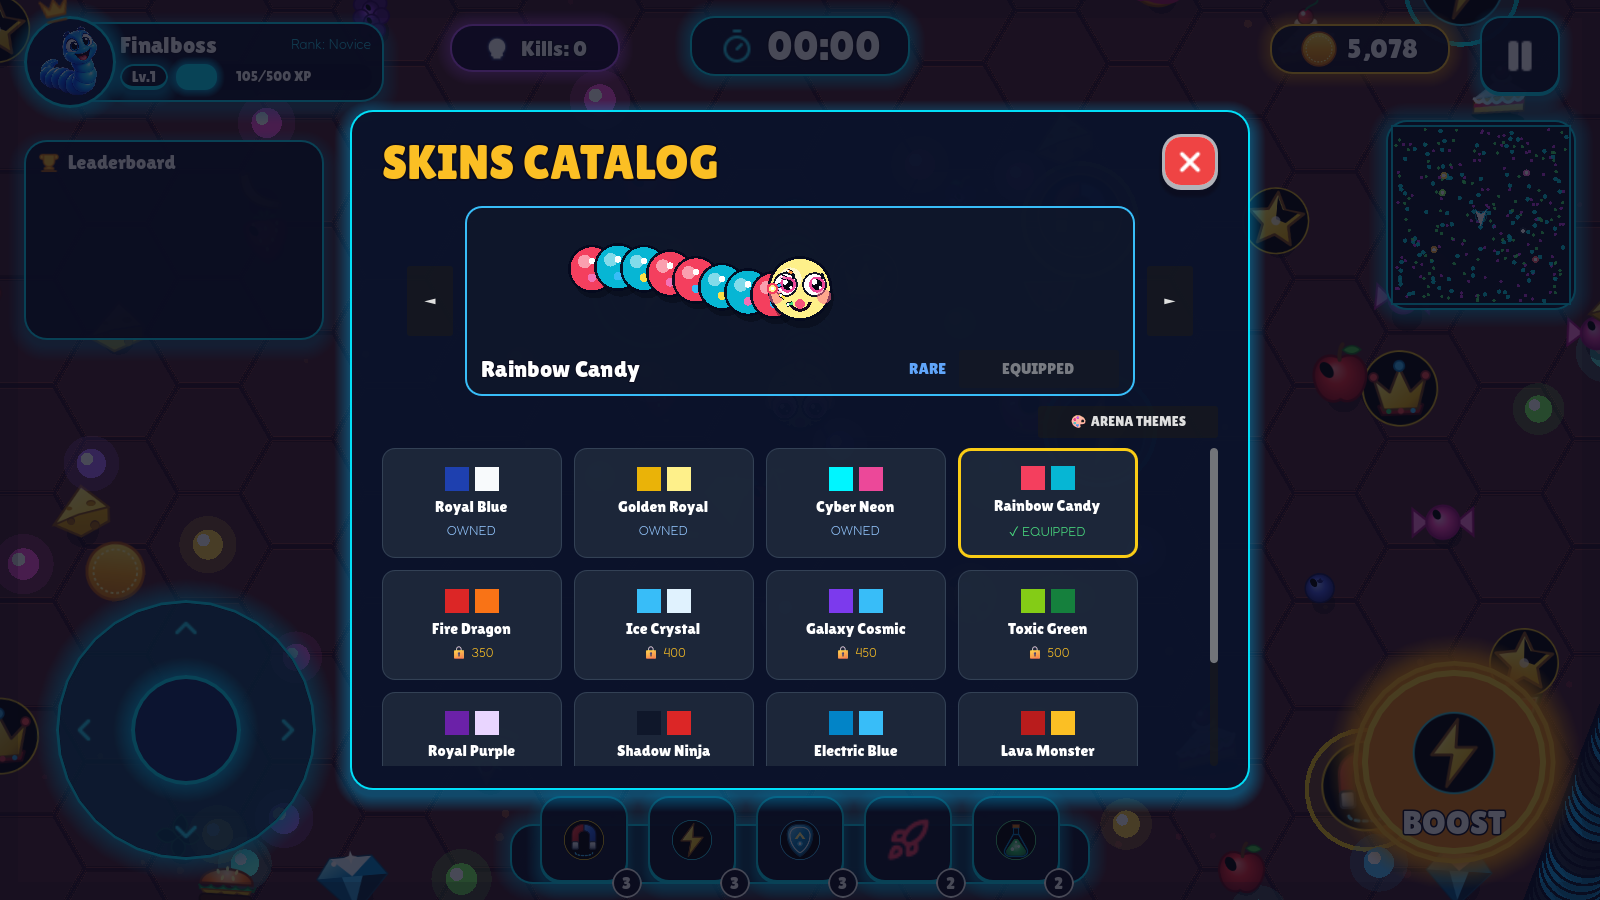 Finalboss
Rank: Novice
Lv.1
105/500 XP
Kills: 0
00:00
5,078
Leaderboard
SKINS CATALOG
Rainbow Candy
RARE
EQUIPPED
ARENA THEMES
Royal Blue
OWNED
Golden Royal
OWNED
Cyber Neon
OWNED
Rainbow Candy
✓ EQUIPPED
Fire Dragon
350
Ice Crystal
400
Galaxy Cosmic
450
Toxic Green
500
Royal Purple
Shadow Ninja
Electric Blue
Lava Monster
BOOST
3
3
3
2
2